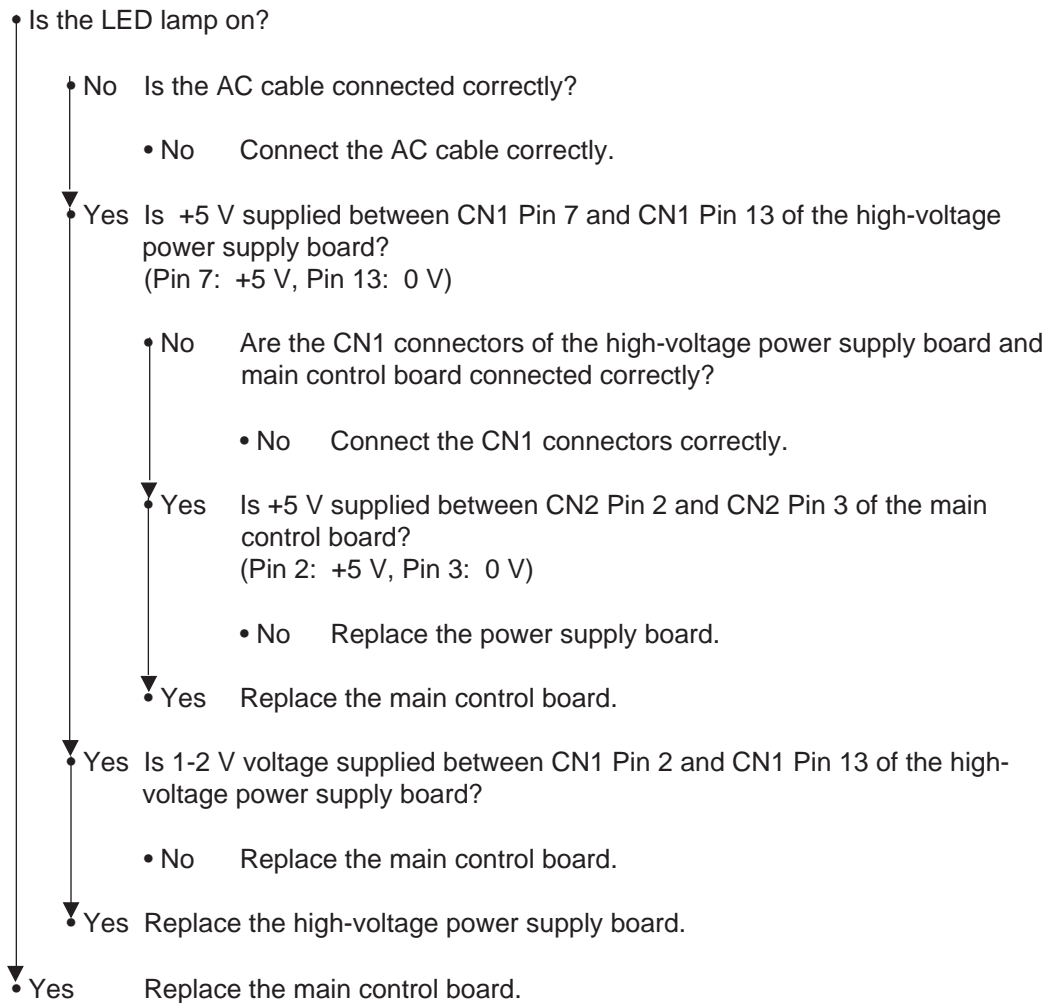 • Is the LED lamp on?
• No Is the AC cable connected correctly?
• No Connect the AC cable correctly.
• Yes Is +5 V supplied between CN1 Pin 7 and CN1 Pin 13 of the high-voltage
power supply board?
(Pin 7: +5 V, Pin 13: 0 V)
• No Are the CN1 connectors of the high-voltage power supply board and
main control board connected correctly?
• No Connect the CN1 connectors correctly.
• Yes Is +5 V supplied between CN2 Pin 2 and CN2 Pin 3 of the main
control board?
(Pin 2: +5 V, Pin 3: 0 V)
• No Replace the power supply board.
• Yes Replace the main control board.
• Yes Is 1-2 V voltage supplied between CN1 Pin 2 and CN1 Pin 13 of the high-
voltage power supply board?
• No Replace the main control board.
• Yes Replace the high-voltage power supply board.
• Yes Replace the main control board.